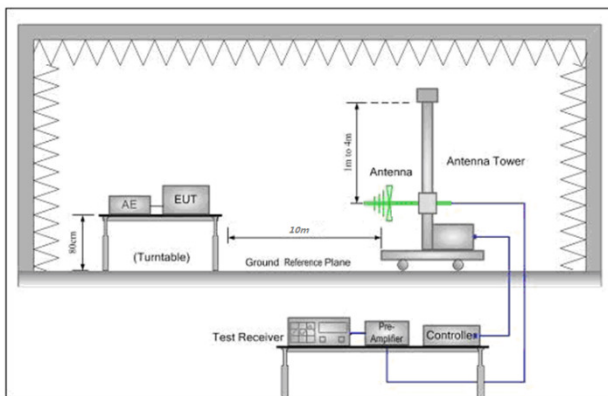 1m to 4m
Antenna
Antenna Tower
AE
EUT
80cm
(Turntable)
10m
Ground Reference Plane
Test Receiver
Pre-
Amplifier
Controller